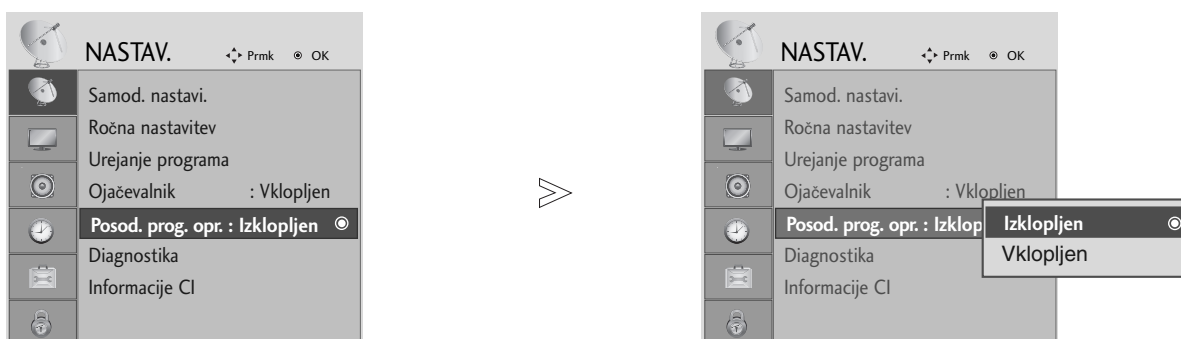 NASTAV. Prmk OK
Samod. nastavi.
Ročna nastavitev
Urejanje programa
Ojačevalnik : Vklopljen
Posod. prog. opr. : Izklopljen
Diagnostika
Informacije CI
NASTAV. Prmk OK
Samod. nastavi.
Ročna nastavitev
Urejanje programa
Ojačevalnik : Vklopljen
Posod. prog. opr. : Izklop
Izklopljen
Vklopljen
Diagnostika
Informacije CI